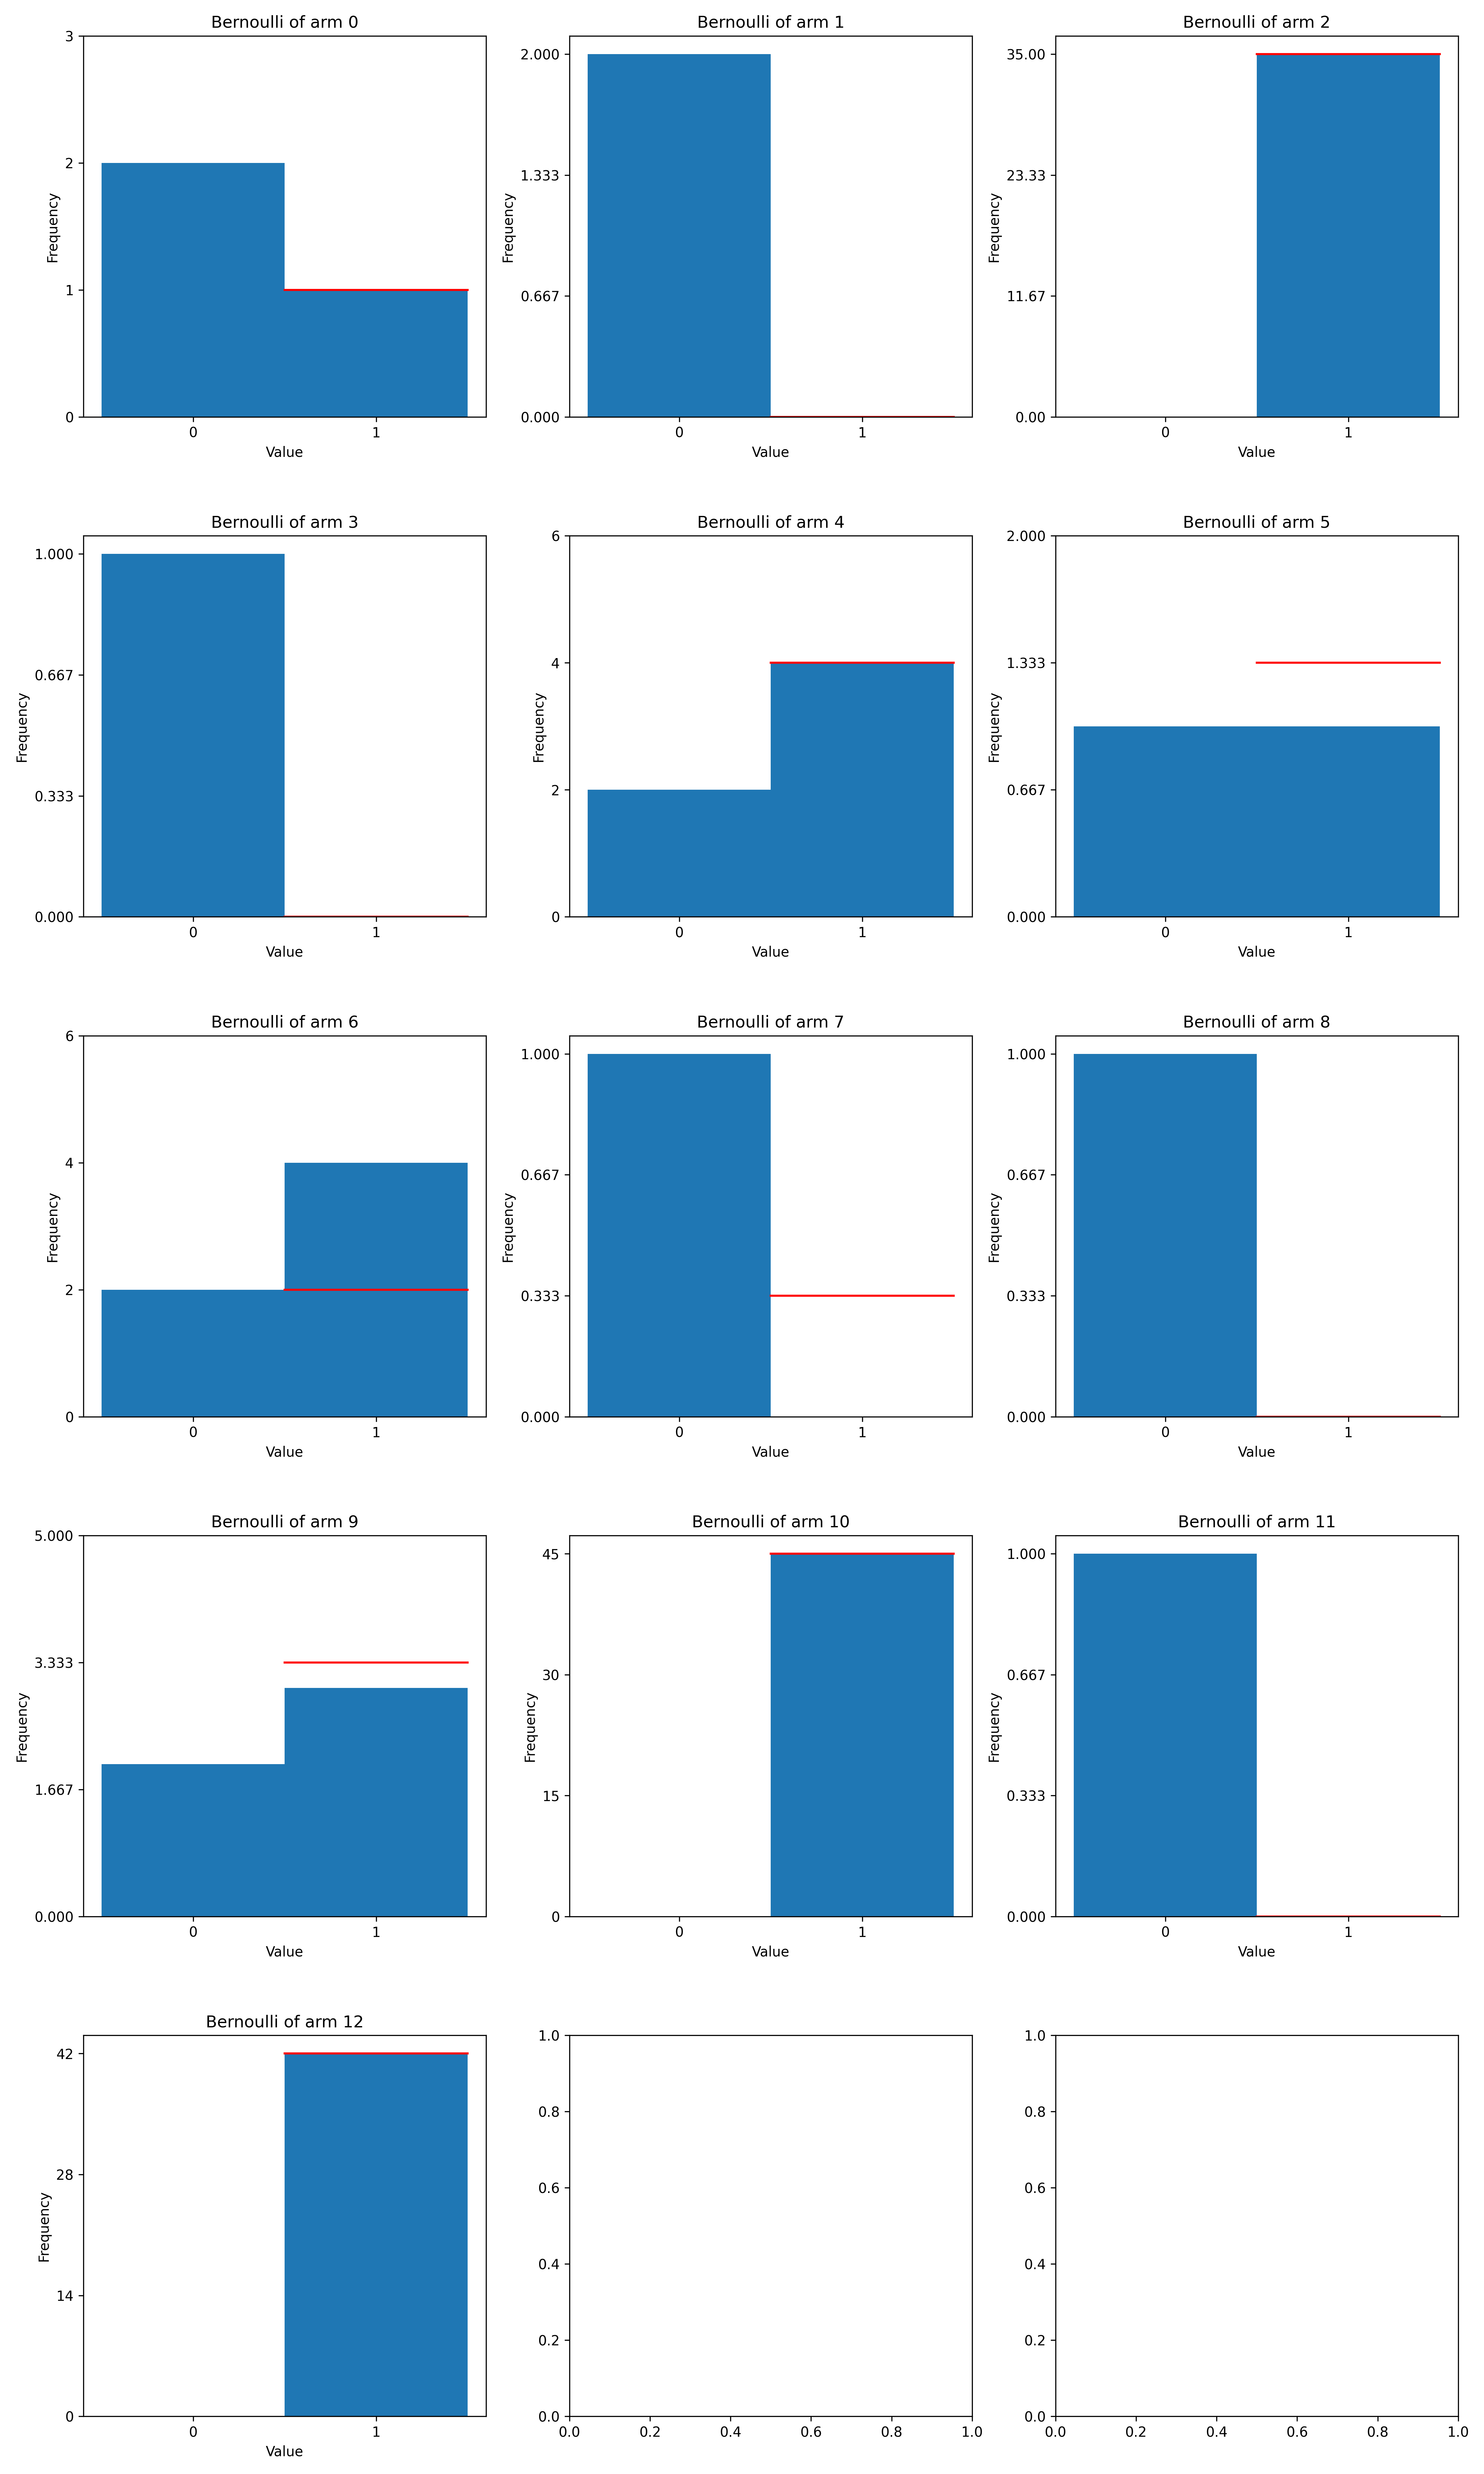 Bernoulli of arm 0
3
2
1
0
Frequency
0 1
Value
Bernoulli of arm 1
2.000
1.333
0.667
0.000
Frequency
0 1
Value
Bernoulli of arm 2
35.00
23.33
11.67
0.00
Frequency
0 1
Value
Bernoulli of arm 3
1.000
0.667
0.333
0.000
Frequency
0 1
Value
Bernoulli of arm 4
6
4
2
0
Frequency
0 1
Value
Bernoulli of arm 5
2.000
1.333
0.667
0.000
Frequency
0 1
Value
Bernoulli of arm 6
6
4
2
0
Frequency
0 1
Value
Bernoulli of arm 7
1.000
0.667
0.333
0.000
Frequency
0 1
Value
Bernoulli of arm 8
1.000
0.667
0.333
0.000
Frequency
0 1
Value
Bernoulli of arm 9
5.000
3.333
1.667
0.000
Frequency
0 1
Value
Bernoulli of arm 10
45
30
15
0
Frequency
0 1
Value
Bernoulli of arm 11
1.000
0.667
0.333
0.000
Frequency
0 1
Value
Bernoulli of arm 12
42
28
14
0
Frequency
0 1
Value
1.0
0.8
0.6
0.4
0.2
0.0
0.0 0.2 0.4 0.6 0.8 1.0
1.0
0.8
0.6
0.4
0.2
0.0
0.0 0.2 0.4 0.6 0.8 1.0